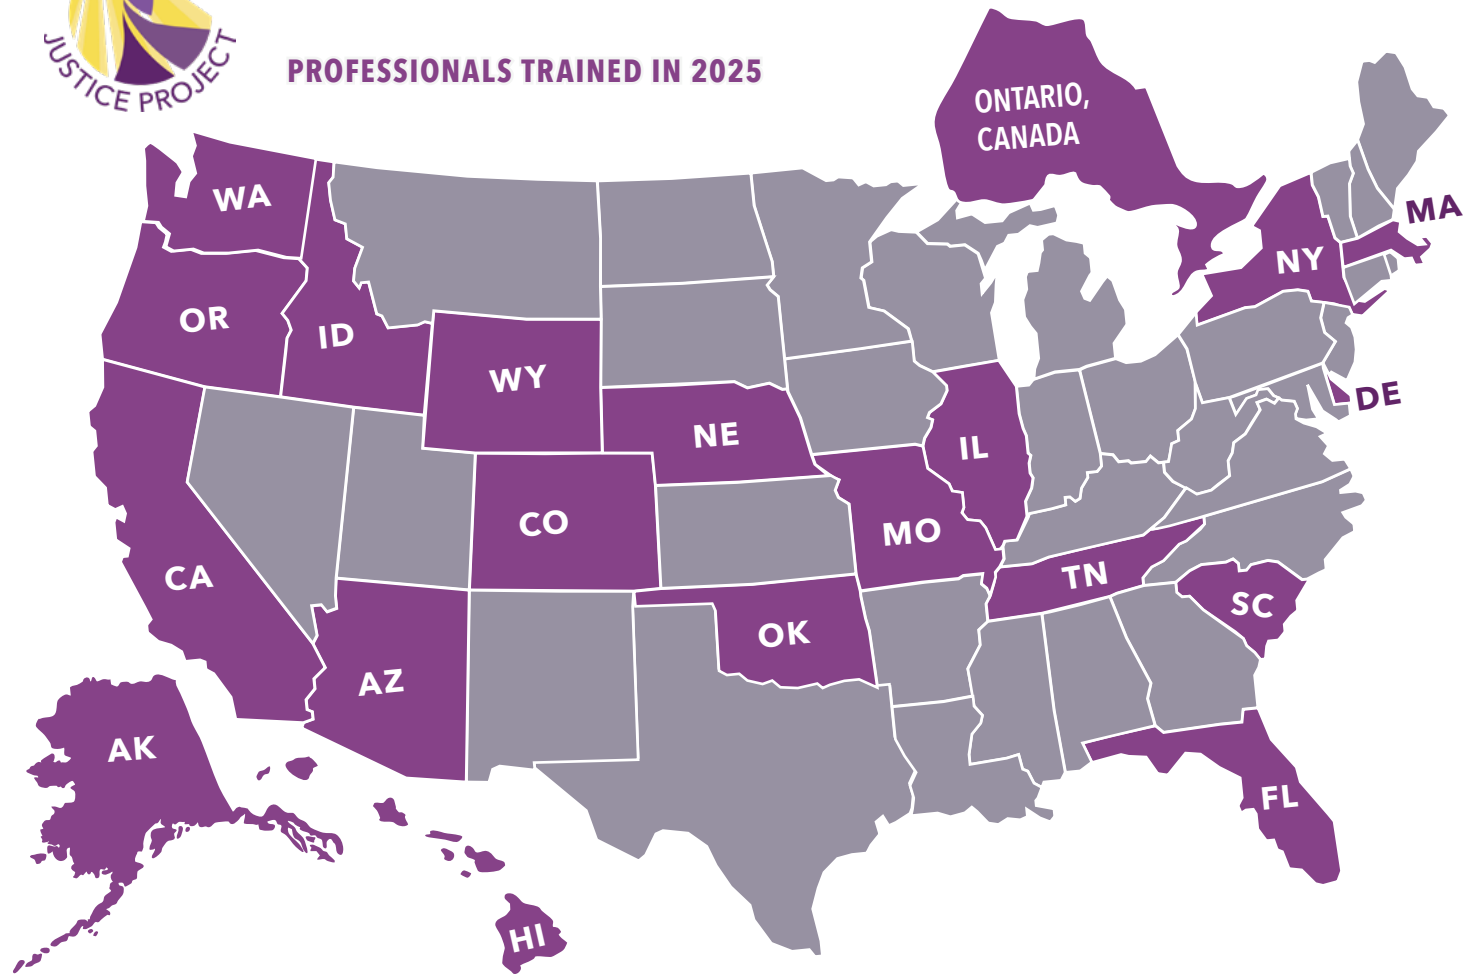 JUSTICE PROJECT
PROFESSIONALS TRAINED IN 2025
ONTARIO,
CANADA
WA
MA
NY
OR
ID
WY
DE
NE
IL
CO
MO
CA
TN
SC
OK
AZ
AK
FL
HI